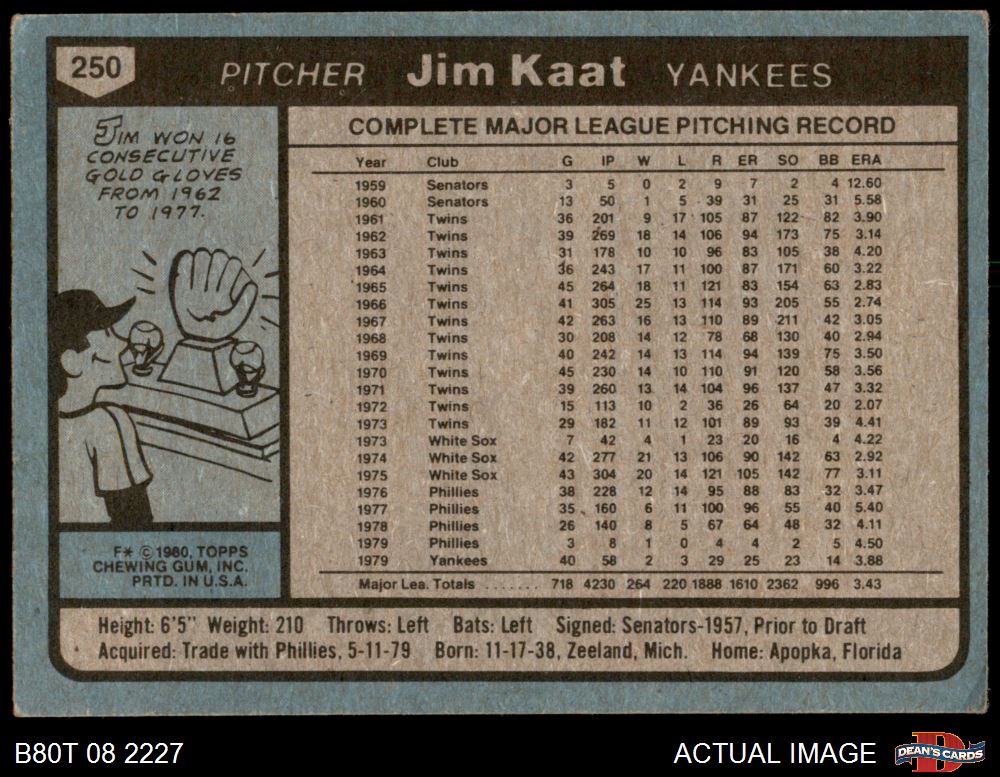 250 PITCHER Jim Kaat YANKEES
JIM WON 16
CONSECUTIVE
GOLD GLOVES
FROM 1962
TO 1977.
F* © 1980, TOPPS
CHEWING GUM, INC.
PRTD. IN U.S.A.
COMPLETE MAJOR LEAGUE PITCHING RECORD
Year Club G IP W L R ER SO BB ERA
1959 Senators 3 5 0 2 9 7 2 4 12.60
1960 Senators 13 50 1 5 39 31 25 31 5.58
1961 Twins 36 201 9 17 105 87 122 82 3.90
1962 Twins 39 269 18 14 106 94 173 75 3.14
1963 Twins 31 178 10 10 96 83 105 38 4.20
1964 Twins 36 243 17 11 100 87 171 60 3.22
1965 Twins 45 264 18 11 121 83 154 63 2.83
1966 Twins 41 305 25 13 114 93 205 55 2.74
1967 Twins 42 263 16 13 110 89 211 42 3.05
1968 Twins 30 208 14 12 78 68 130 40 2.94
1969 Twins 40 242 14 13 114 94 139 75 3.50
1970 Twins 45 230 14 10 110 91 120 58 3.56
1971 Twins 39 260 13 14 104 96 137 47 3.32
1972 Twins 15 113 10 2 36 26 64 20 2.07
1973 Twins 29 182 11 12 101 89 93 39 4.41
1973 White Sox 7 42 4 1 23 20 16 4 4.22
1974 White Sox 42 277 21 13 106 90 142 63 2.92
1975 White Sox 43 304 20 14 121 105 142 77 3.11
1976 Phillies 38 228 12 14 95 88 83 32 3.47
1977 Phillies 35 160 6 11 100 96 55 40 5.40
1978 Phillies 26 140 8 5 67 64 48 32 4.11
1979 Phillies 3 8 1 0 4 4 2 5 4.50
1979 Yankees 40 58 2 3 29 25 23 14 3.88
Major Lea. Totals ....... 718 4230 264 220 1888 1610 2362 996 3.43
Height: 6'5" Weight: 210 Throws: Left Bats: Left Signed: Senators-1957, Prior to Draft
Acquired: Trade with Phillies, 5-11-79 Born: 11-17-38, Zeeland, Mich. Home: Apopka, Florida
B80T 08 2227 ACTUAL IMAGE DEAN'S CARDS